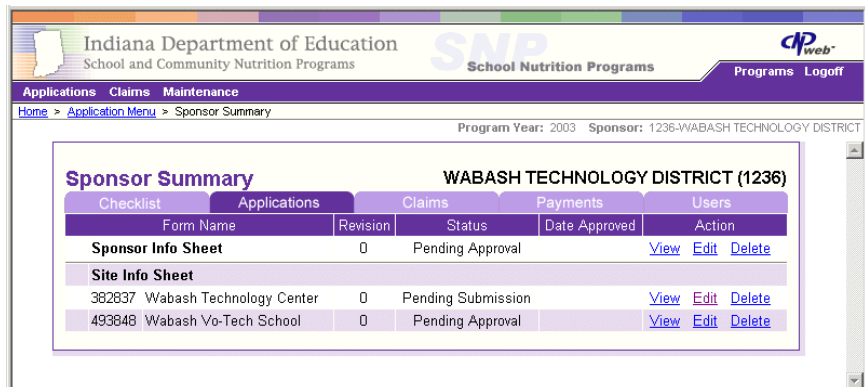 Indiana Department of Education
School and Community Nutrition Programs
SNP
School Nutrition Programs
CNPweb
Programs Logoff
Applications Claims Maintenance
Home > Application Menu > Sponsor Summary
Program Year: 2003 Sponsor: 1236-WABASH TECHNOLOGY DISTRICT
Sponsor Summary WABASH TECHNOLOGY DISTRICT (1236)
Checklist Applications Claims Payments Users
Form Name Revision Status Date Approved Action
Sponsor Info Sheet 0 Pending Approval View Edit Delete
Site Info Sheet
382837 Wabash Technology Center 0 Pending Submission View Edit Delete
493848 Wabash Vo-Tech School 0 Pending Approval View Edit Delete